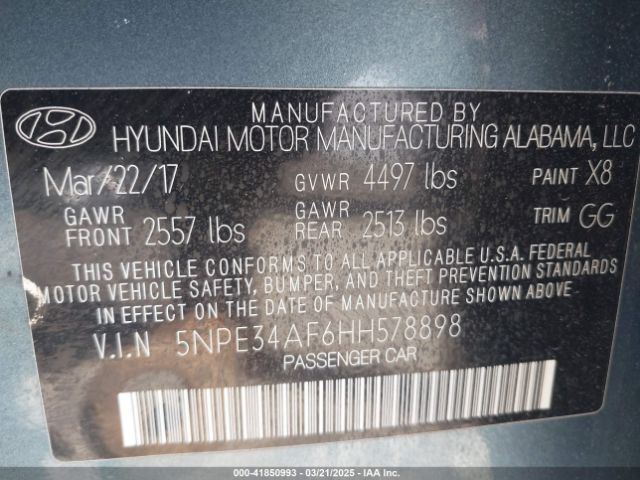 MANUFACTURED BY
HYUNDAI MOTOR MANUFACTURING ALABAMA, LLC
Mar/22/17 GVWR 4497 lbs PAINT X8
GAWR FRONT 2557 lbs GAWR REAR 2513 lbs TRIM GG
THIS VEHICLE CONFORMS TO ALL APPLICABLE U.S.A. FEDERAL
MOTOR VEHICLE SAFETY, BUMPER, AND THEFT PREVENTION STANDARDS
IN EFFECT ON THE DATE OF MANUFACTURE SHOWN ABOVE.
V.I.N 5NPE34AF6HH578898
PASSENGER CAR
000-41850993 — 03/21/2025 — IAA Inc.